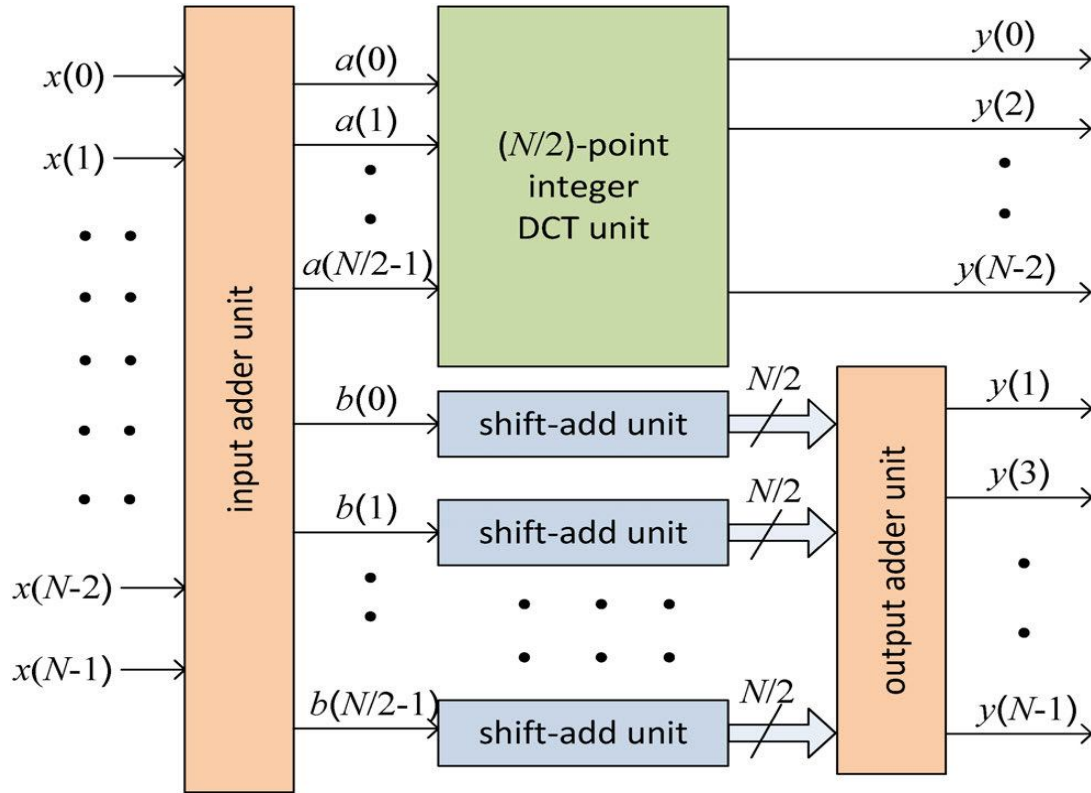 x(0)
x(1)
x(N-2)
x(N-1)
input adder unit
a(0)
a(1)
a(N/2-1)
b(0)
b(1)
b(N/2-1)
(N/2)-point
integer
DCT unit
shift-add unit
shift-add unit
shift-add unit
N/2
N/2
N/2
output adder unit
y(0)
y(2)
y(N-2)
y(1)
y(3)
y(N-1)